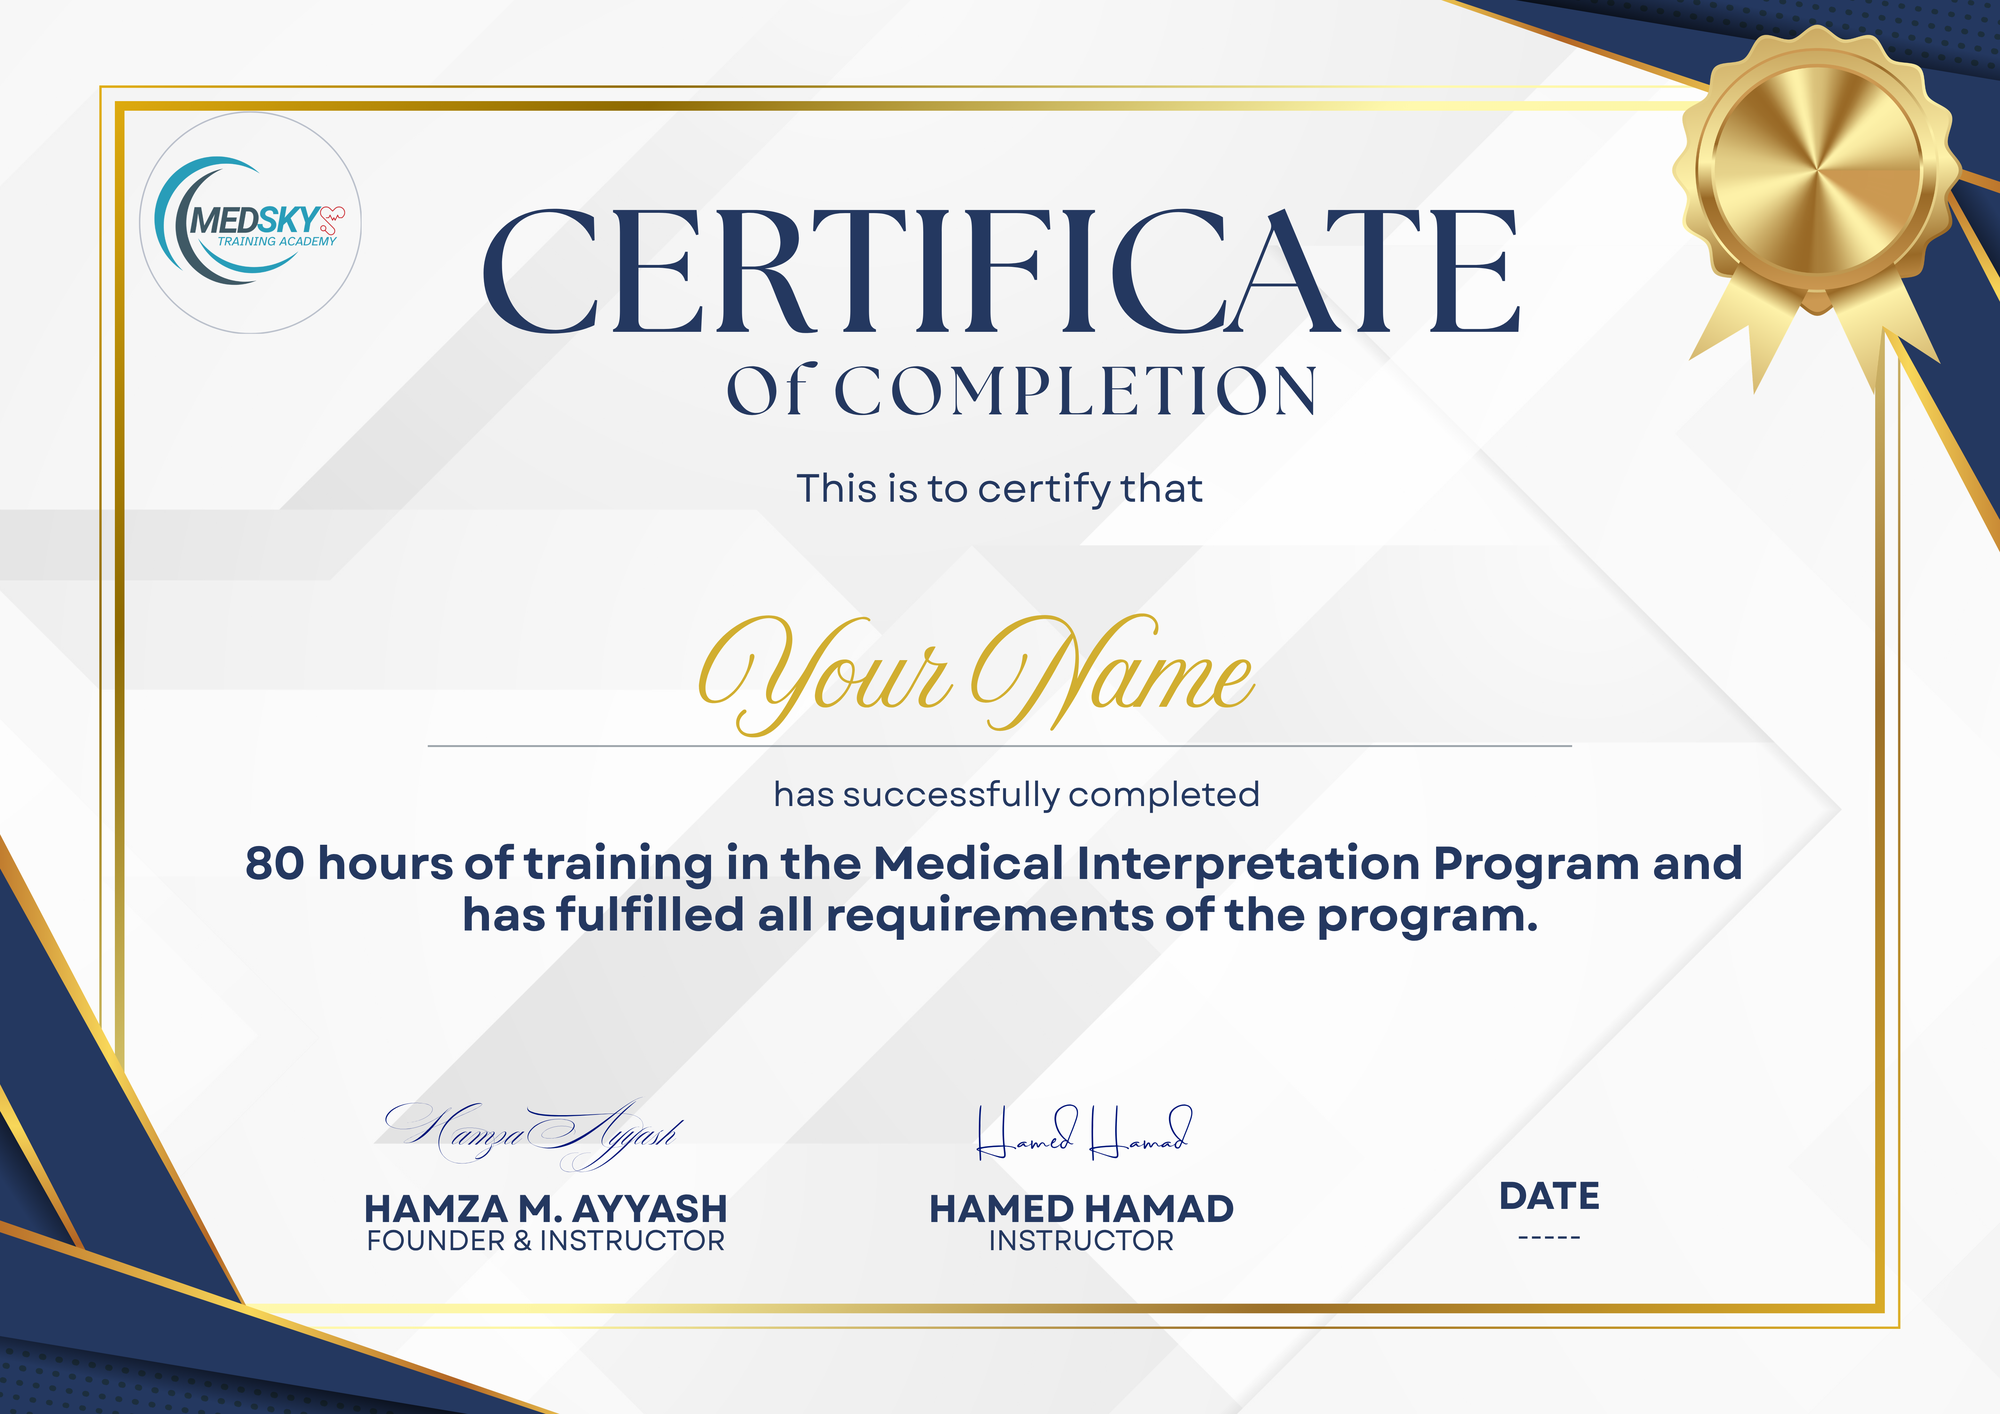 MEDSKY
TRAINING ACADEMY
CERTIFICATE
Of COMPLETION
This is to certify that
Your Name
has successfully completed
80 hours of training in the Medical Interpretation Program and
has fulfilled all requirements of the program.
Hamza Ayyash
Hamed Hamad
HAMZA M. AYYASH
FOUNDER & INSTRUCTOR
HAMED HAMAD
INSTRUCTOR
DATE
-----